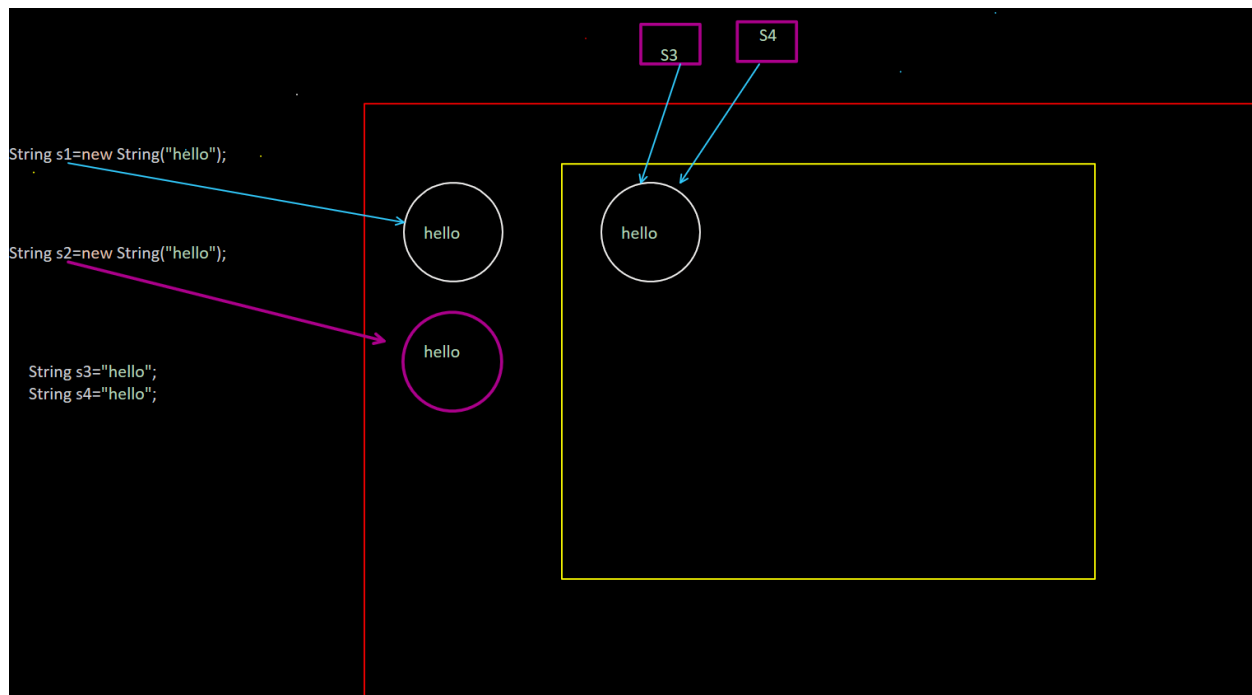 S3
S4
String s1=new String("hello");
hello
hello
String s2=new String("hello");
hello
String s3="hello";
String s4="hello";